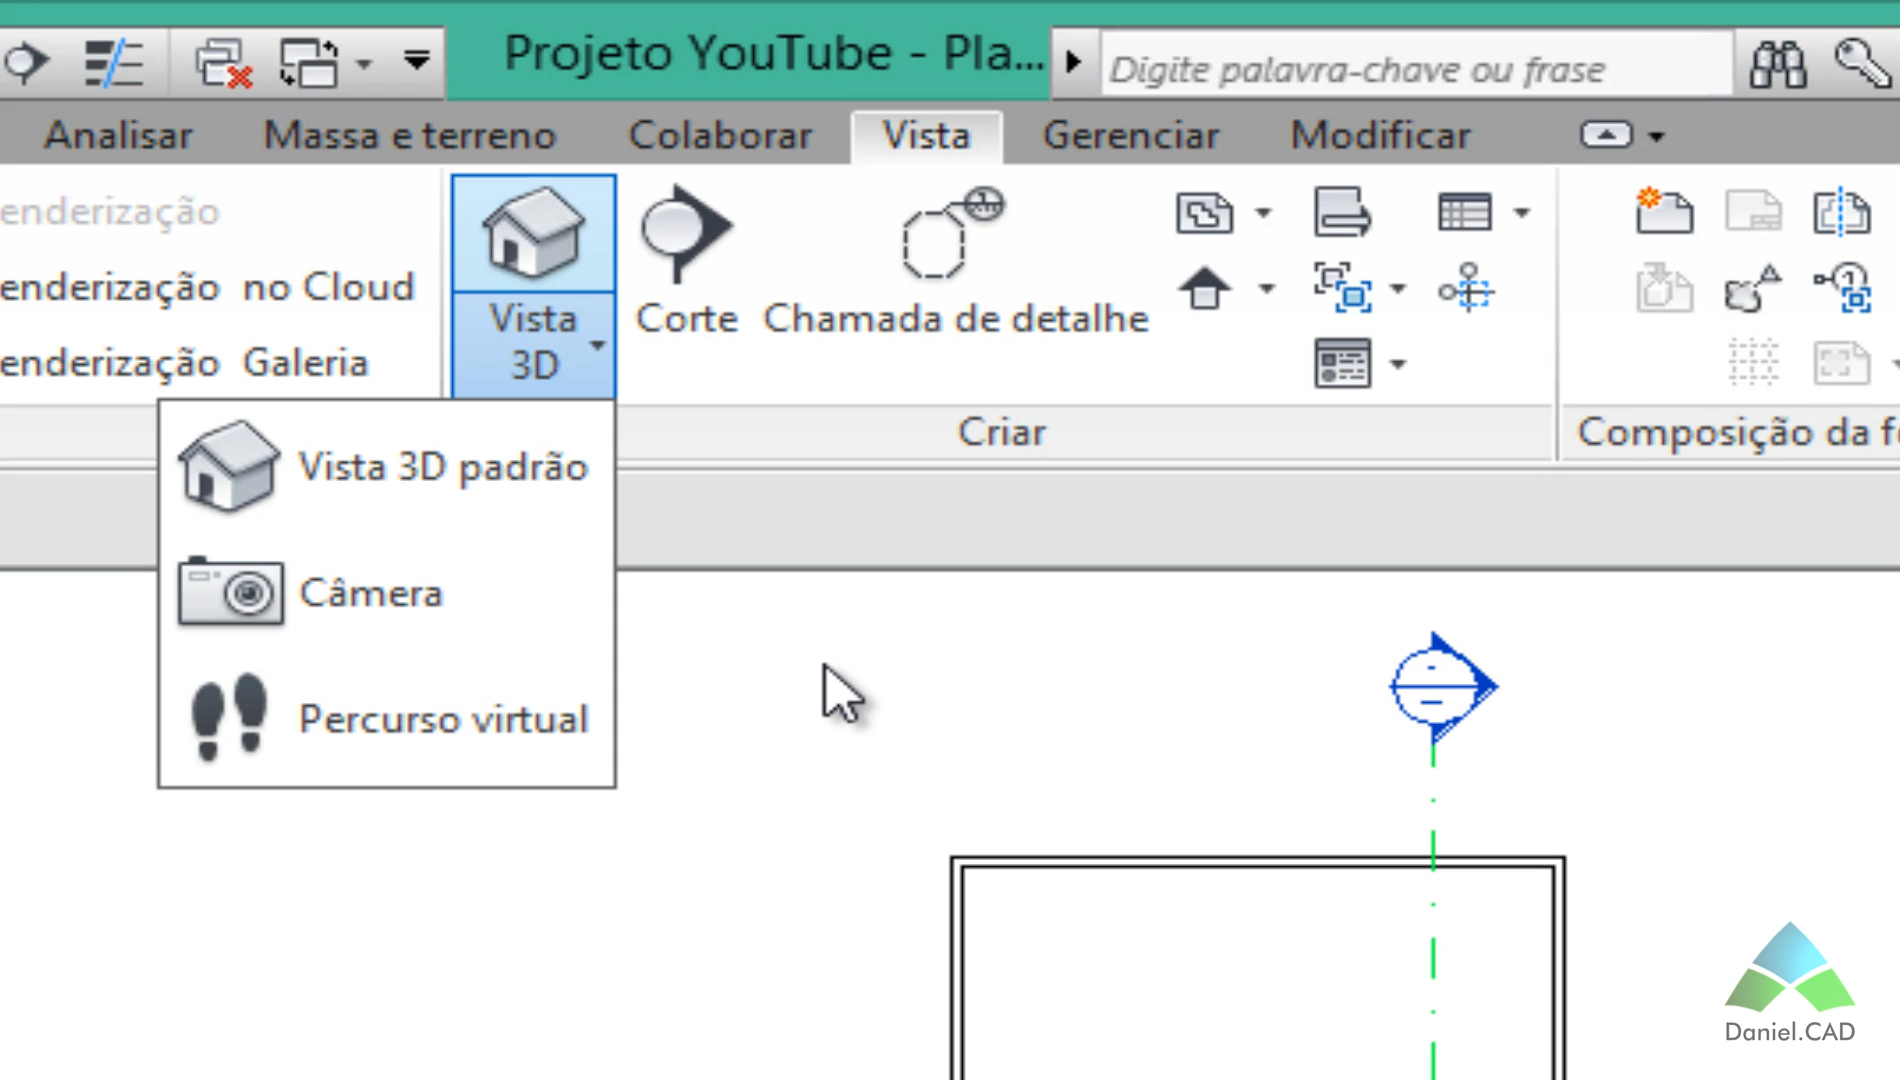 Projeto YouTube - Pla...
Digite palavra-chave ou frase
Analisar
Massa e terreno
Colaborar
Vista
Gerenciar
Modificar
enderização
enderização no Cloud
enderização Galeria
Vista
3D
Corte
Chamada de detalhe
Criar
Composição da f
Vista 3D padrão
Câmera
Percurso virtual
Daniel.CAD